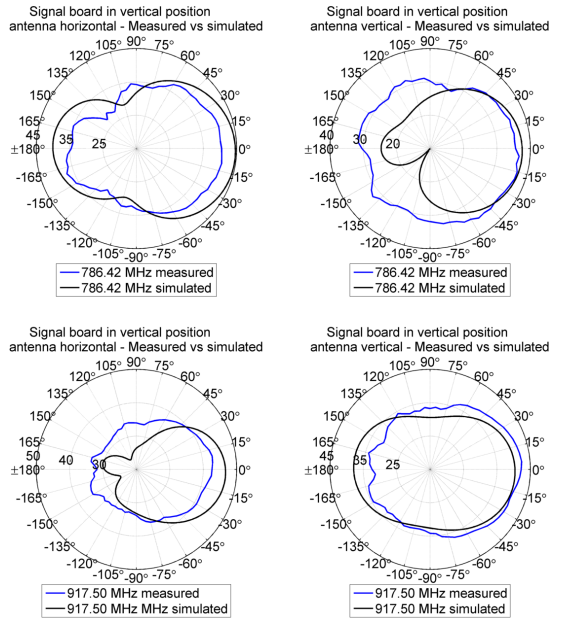 Signal board in vertical position
antenna horizontal - Measured vs simulated
105° 90° 75°
120° 60°
135° 45°
150° 30°
165° 15°
45 35 25
±180° 0°
-165° -15°
-150° -30°
-135° -45°
-120° -60°
-105° -90° -75°
786.42 MHz measured
786.42 MHz simulated
Signal board in vertical position
antenna vertical - Measured vs simulated
105° 90° 75°
120° 60°
135° 45°
150° 30°
165° 15°
40 30 20
±180° 0°
-165° -15°
-150° -30°
-135° -45°
-120° -60°
-105° -90° -75°
786.42 MHz measured
786.42 MHz simulated
Signal board in vertical position
antenna horizontal - Measured vs simulated
105° 90° 75°
120° 60°
135° 45°
150° 30°
165° 15°
50 40 30
±180° 0°
-165° -15°
-150° -30°
-135° -45°
-120° -60°
-105° -90° -75°
917.50 MHz measured
917.50 MHz MHz simulated
Signal board in vertical position
antenna vertical - Measured vs simulated
105° 90° 75°
120° 60°
135° 45°
150° 30°
165° 15°
45 35 25
±180° 0°
-165° -15°
-150° -30°
-135° -45°
-120° -60°
-105° -90° -75°
917.50 MHz measured
917.50 MHz simulated